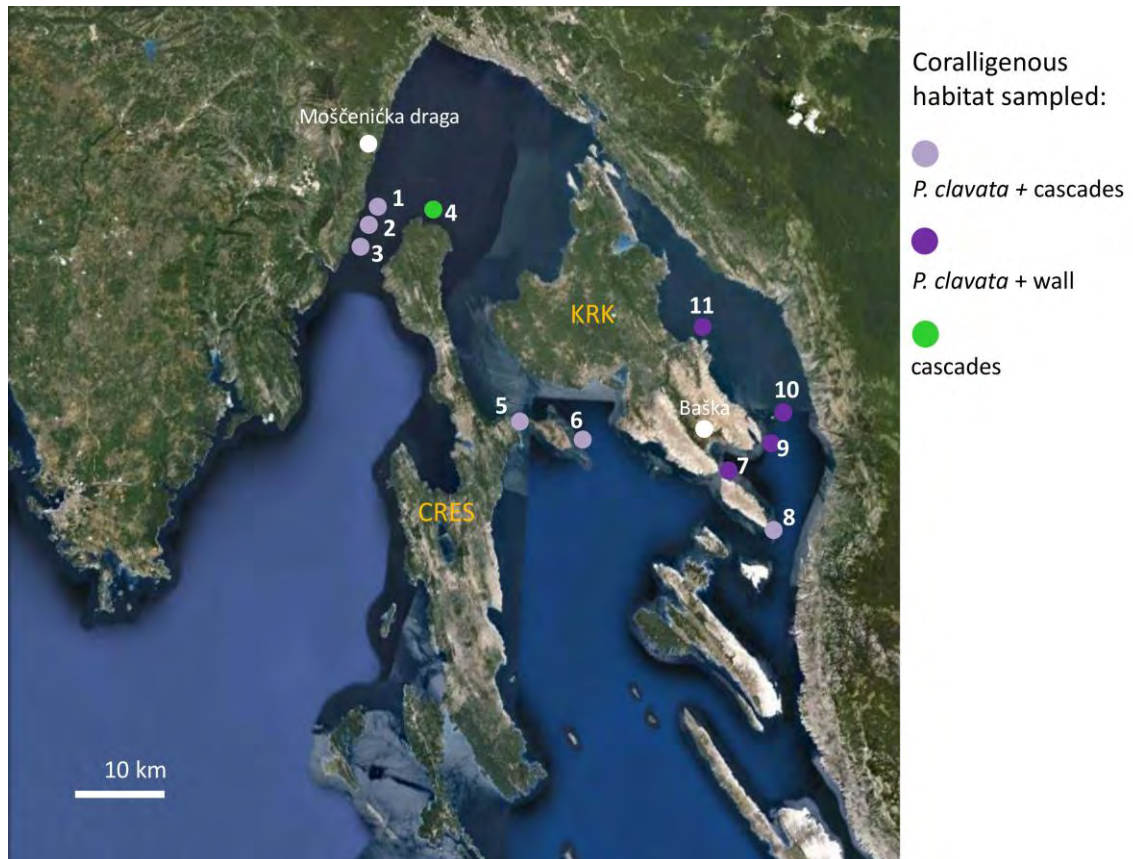 Coralligenous
habitat sampled:
P. clavata + cascades
P. clavata + wall
cascades
Mošćenićka draga
1
2
3
4
KRK
11
5
6
Baška
10
9
7
8
CRES
10 km